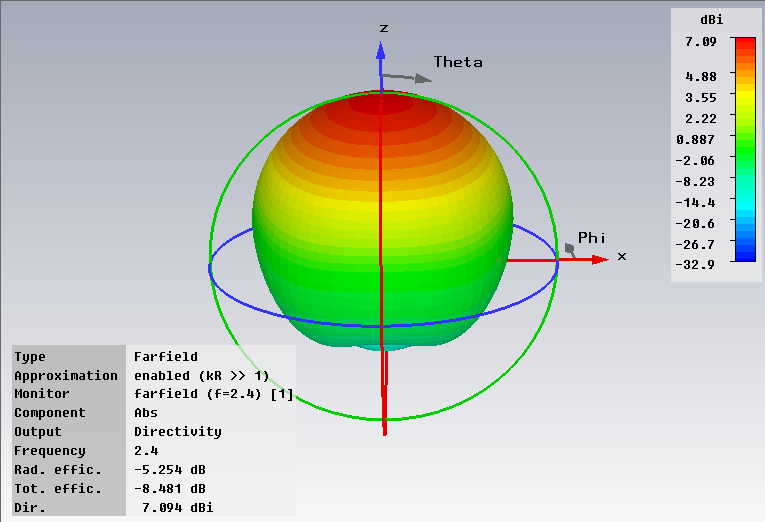 z
Theta
Phi
x
dBi
7.09
4.88
3.55
2.22
0.887
-2.06
-8.23
-14.4
-20.6
-26.7
-32.9
Type Farfield
Approximation enabled (kR >> 1)
Monitor farfield (f=2.4) [1]
Component Abs
Output Directivity
Frequency 2.4
Rad. effic. -5.254 dB
Tot. effic. -8.481 dB
Dir. 7.094 dBi